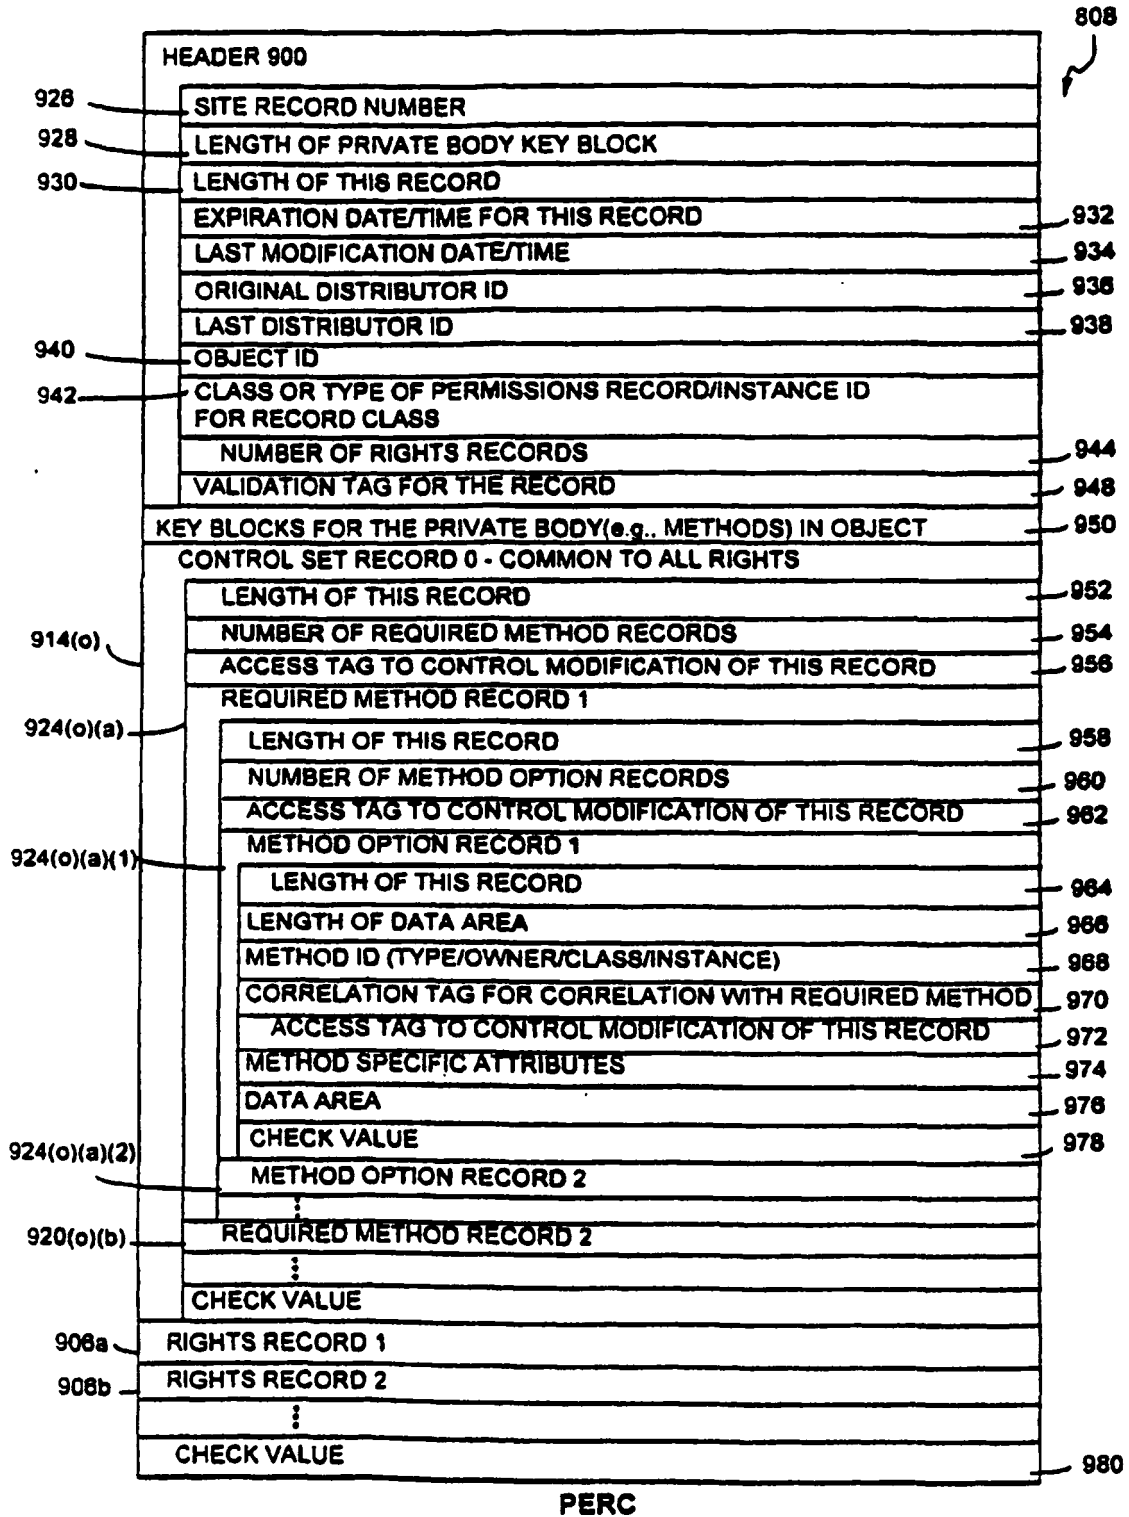 808
HEADER 900
926 SITE RECORD NUMBER
928 LENGTH OF PRIVATE BODY KEY BLOCK
930 LENGTH OF THIS RECORD
EXPIRATION DATE/TIME FOR THIS RECORD 932
LAST MODIFICATION DATE/TIME 934
ORIGINAL DISTRIBUTOR ID 936
LAST DISTRIBUTOR ID 938
940 OBJECT ID
942 CLASS OR TYPE OF PERMISSIONS RECORD/INSTANCE ID
FOR RECORD CLASS
NUMBER OF RIGHTS RECORDS 944
VALIDATION TAG FOR THE RECORD 948
KEY BLOCKS FOR THE PRIVATE BODY(e.g.. METHODS) IN OBJECT 950
CONTROL SET RECORD 0 - COMMON TO ALL RIGHTS
LENGTH OF THIS RECORD 952
914(o) NUMBER OF REQUIRED METHOD RECORDS 954
ACCESS TAG TO CONTROL MODIFICATION OF THIS RECORD 956
REQUIRED METHOD RECORD 1
924(o)(a)
LENGTH OF THIS RECORD 958
NUMBER OF METHOD OPTION RECORDS 960
ACCESS TAG TO CONTROL MODIFICATION OF THIS RECORD 962
METHOD OPTION RECORD 1
924(o)(a)(1)
LENGTH OF THIS RECORD 964
LENGTH OF DATA AREA 966
METHOD ID (TYPE/OWNER/CLASS/INSTANCE) 968
CORRELATION TAG FOR CORRELATION WITH REQUIRED METHOD 970
ACCESS TAG TO CONTROL MODIFICATION OF THIS RECORD 972
METHOD SPECIFIC ATTRIBUTES 974
DATA AREA 976
CHECK VALUE 978
924(o)(a)(2) METHOD OPTION RECORD 2
920(o)(b) REQUIRED METHOD RECORD 2
CHECK VALUE
906a RIGHTS RECORD 1
906b RIGHTS RECORD 2
CHECK VALUE 980
PERC